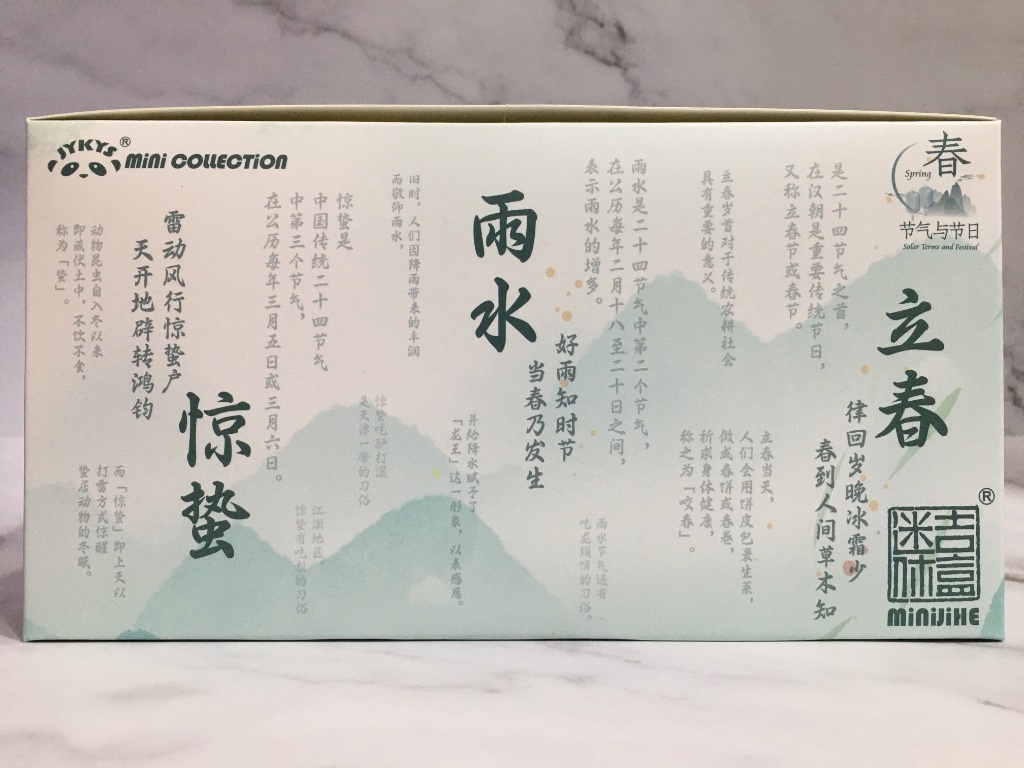 JYKYS®
MINI COLLECTION
春
Spring
节气与节日
Solar Terms and Festival
立春
律回岁晚冰霜少
春到人间草木知
是二十四节气之首，
在汉朝是重要传统节日，
又称立春节或春节。
立春岁首对于传统农耕社会
具有重要的意义。
立春当天，
人们会用饼皮包裹生菜，
做成春饼或春卷，
祈求身体健康，
称之为「咬春」。
雨水
好雨知时节
当春乃发生
雨水是二十四节气中第二个节气，
在公历每年二月十八至二十日之间，
表示雨水的增多。
旧时，人们因降雨带来的丰润
而敬仰雨水，
并给降水赋予了
「龙王」这一形象，以来感恩。
雨水节气还有
吃龙须饼的习俗。
惊蛰
雷动风行惊蛰户
天开地辟转鸿钧
惊蛰是
中国传统二十四节气
中第三个节气，
在公历每年三月五日或三月六日。
动物昆虫自入冬以来
即藏伏土中，不饮不食，
称为「蛰」。
而「惊蛰」即上天以
打雷方式惊醒
蛰居动物的冬眠。
惊蛰吃驴打滚
是天津一带的习俗
江浙地区，
惊蛰有吃梨的习俗
迷你
吉盒
®
MINIJIHE